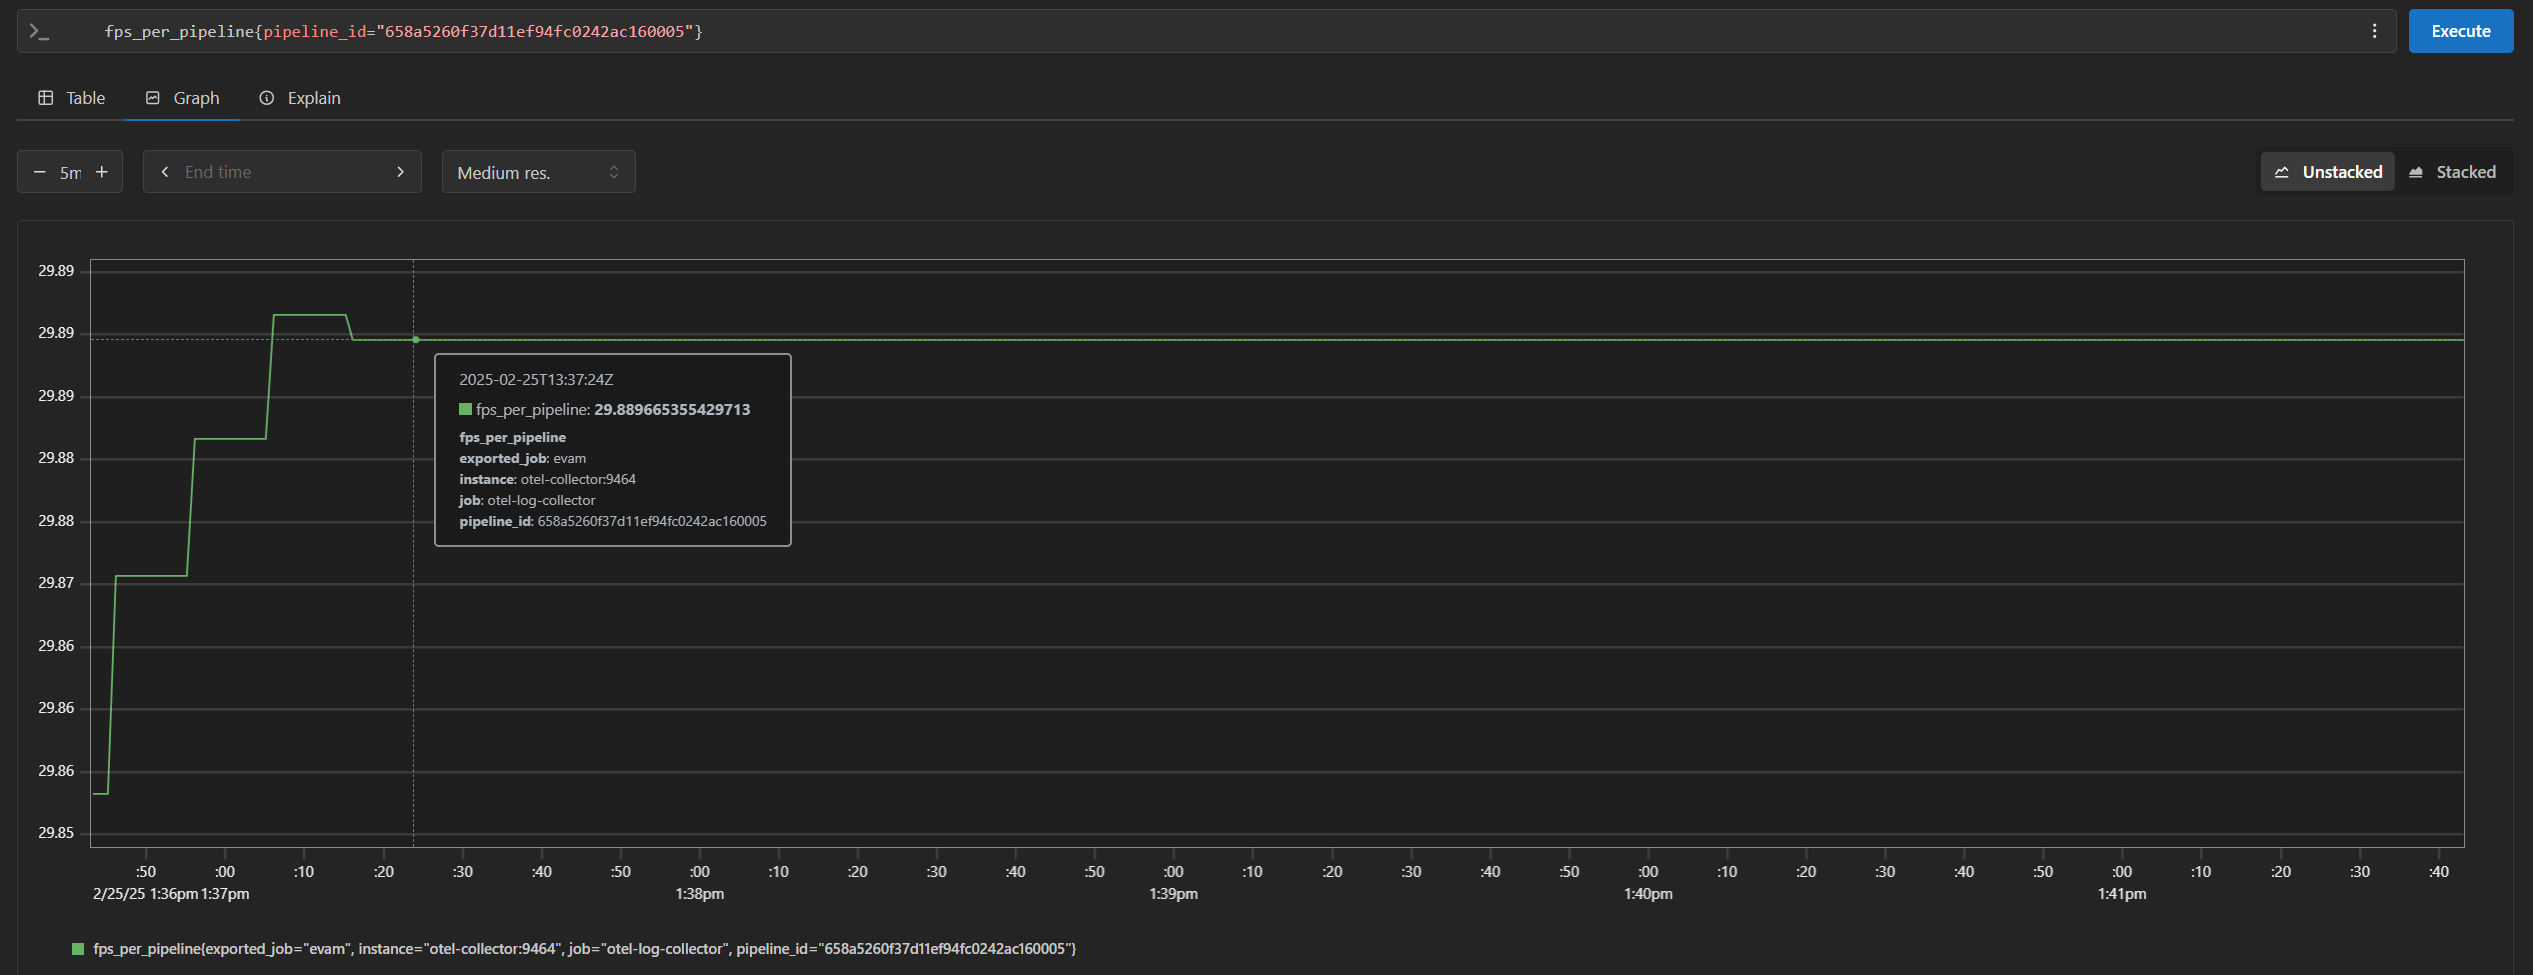 fps_per_pipeline{pipeline_id="658a5260f37d11ef94fc0242ac160005"}
Execute
Table Graph Explain
5m End time Medium res. Unstacked Stacked
29.89
29.89
29.89
29.88
29.88
29.87
29.86
29.86
29.86
29.85
2025-02-25T13:37:24Z
fps_per_pipeline: 29.889665355429713
fps_per_pipeline
exported_job: evam
instance: otel-collector:9464
job: otel-log-collector
pipeline_id: 658a5260f37d11ef94fc0242ac160005
:50 :00 :10 :20 :30 :40 :50 :00 :10 :20 :30 :40 :50 :00 :10 :20 :30 :40 :50 :00 :10 :20 :30 :40 :50 :00 :10 :20 :30 :40
2/25/25 1:36pm 1:37pm 1:38pm 1:39pm 1:40pm 1:41pm
fps_per_pipeline{exported_job="evam", instance="otel-collector:9464", job="otel-log-collector", pipeline_id="658a5260f37d11ef94fc0242ac160005"}